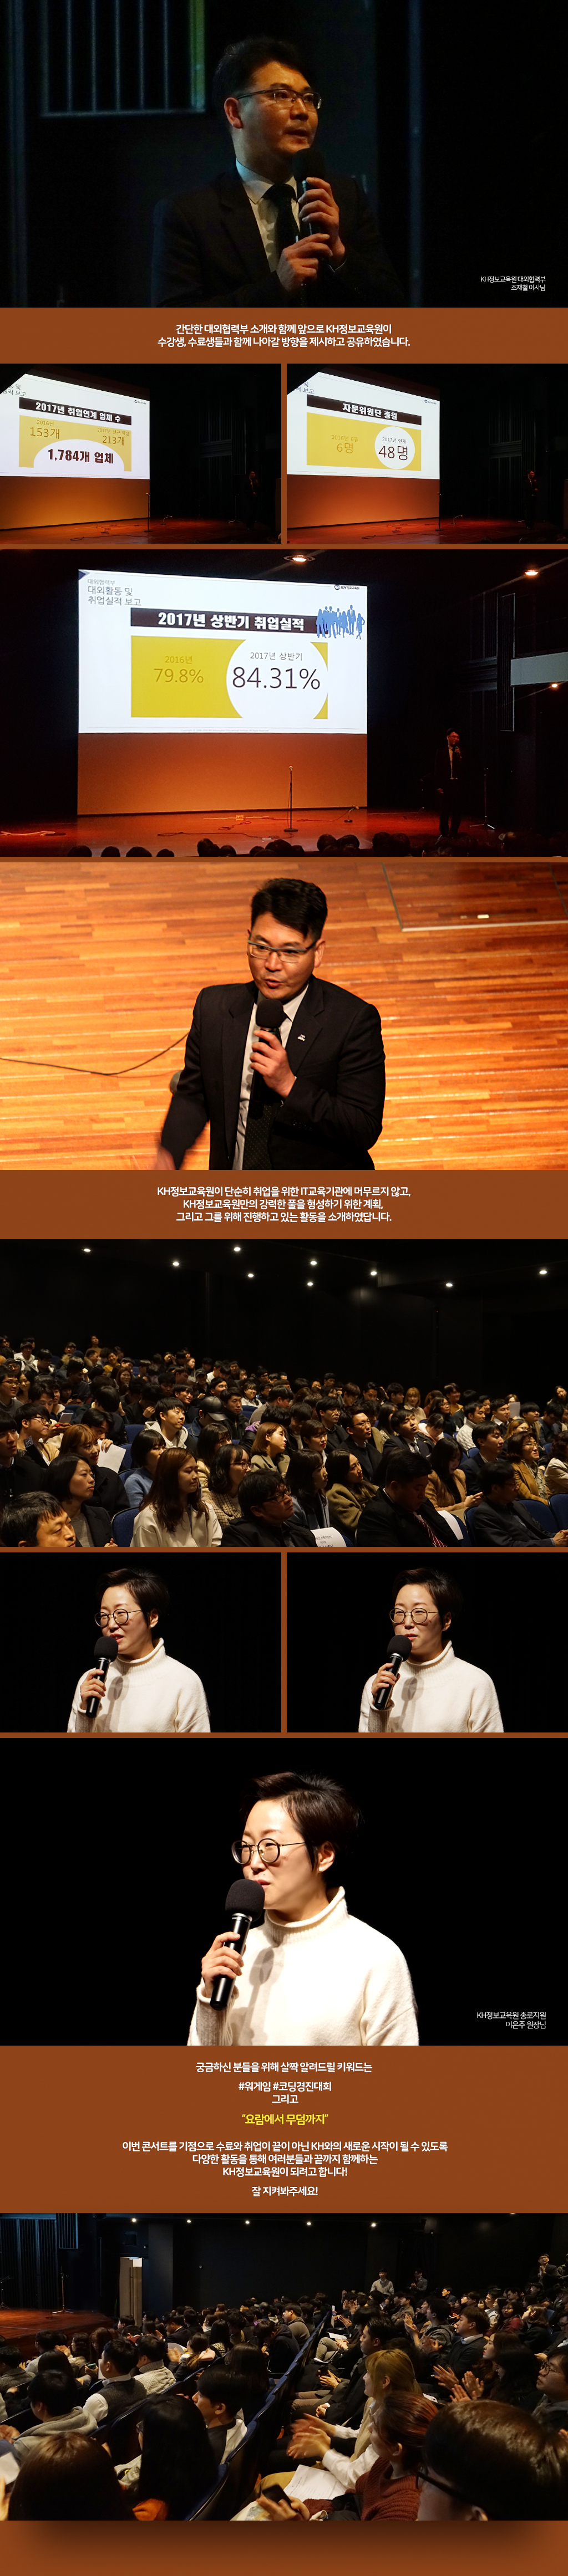 KH정보교육원 대외협력부
조재철 이사님
간단한 대외협력부 소개와 함께 앞으로 KH정보교육원이
수강생, 수료생들과 함께 나아갈 방향을 제시하고 공유하였습니다.
2017년 취업연계 업체 수
153개
213개
1,784개 업체
자문위원단 총원
6명
2017년 현재
48명
대외협력부
대외활동 및
취업실적 보고
2017년 상반기 취업실적
2016년
79.8%
2017년 상반기
84.31%
KH정보교육원이 단순히 취업을 위한 IT교육기관에 머무르지 않고,
KH정보교육원만의 강력한 풀을 형성하기 위한 계획,
그리고 그를 위해 진행하고 있는 활동을 소개하였답니다.
KH정보교육원 종로지원
이은주 원장님
궁금하신 분들을 위해 살짝 알려드릴 키워드는
#워게임 #코딩경진대회
그리고
"요람에서 무덤까지"
이번 콘서트를 기점으로 수료와 취업이 끝이 아닌 KH와의 새로운 시작이 될 수 있도록
다양한 활동을 통해 여러분들과 끝까지 함께하는
KH정보교육원이 되려고 합니다!
잘 지켜봐주세요!